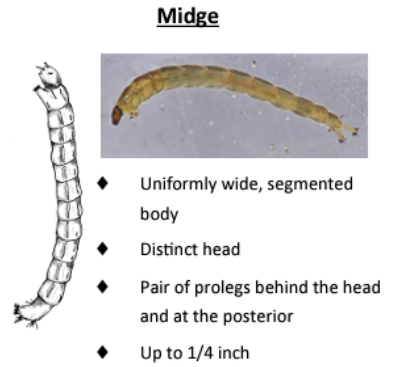 Midge
♦ Uniformly wide, segmented
body
♦ Distinct head
♦ Pair of prolegs behind the head
and at the posterior
♦ Up to 1/4 inch